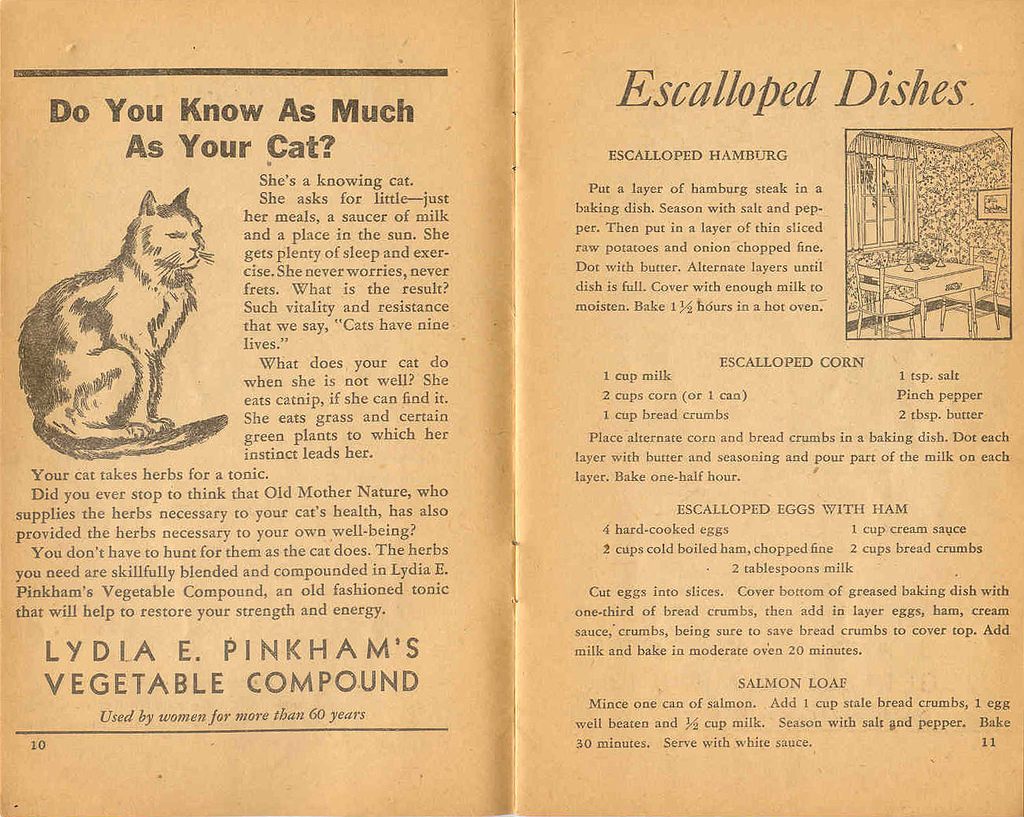 Do You Know As Much
As Your Cat?
She's a knowing cat.
She asks for little—just
her meals, a saucer of milk
and a place in the sun. She
gets plenty of sleep and exer-
cise. She never worries, never
frets. What is the result?
Such vitality and resistance
that we say, "Cats have nine
lives."
What does your cat do
when she is not well? She
eats catnip, if she can find it.
She eats grass and certain
green plants to which her
instinct leads her.
Your cat takes herbs for a tonic.
Did you ever stop to think that Old Mother Nature, who
supplies the herbs necessary to your cat's health, has also
provided the herbs necessary to your own well-being?
You don't have to hunt for them as the cat does. The herbs
you need are skillfully blended and compounded in Lydia E.
Pinkham's Vegetable Compound, an old fashioned tonic
that will help to restore your strength and energy.
LYDIA E. PINKHAM'S
VEGETABLE COMPOUND
Used by women for more than 60 years
10
Escalloped Dishes
ESCALLOPED HAMBURG
Put a layer of hamburg steak in a
baking dish. Season with salt and pep-
per. Then put in a layer of thin sliced
raw potatoes and onion chopped fine.
Dot with butter. Alternate layers until
dish is full. Cover with enough milk to
moisten. Bake 1½ hours in a hot oven.
ESCALLOPED CORN
1 cup milk 1 tsp. salt
2 cups corn (or 1 can) Pinch pepper
1 cup bread crumbs 2 tbsp. butter
Place alternate corn and bread crumbs in a baking dish. Dot each
layer with butter and seasoning and pour part of the milk on each
layer. Bake one-half hour.
ESCALLOPED EGGS WITH HAM
4 hard-cooked eggs 1 cup cream sauce
2 cups cold boiled ham, chopped fine 2 cups bread crumbs
2 tablespoons milk
Cut eggs into slices. Cover bottom of greased baking dish with
one-third of bread crumbs, then add in layer eggs, ham, cream
sauce, crumbs, being sure to save bread crumbs to cover top. Add
milk and bake in moderate oven 20 minutes.
SALMON LOAF
Mince one can of salmon. Add 1 cup stale bread crumbs, 1 egg
well beaten and ½ cup milk. Season with salt and pepper. Bake
30 minutes. Serve with white sauce.
11